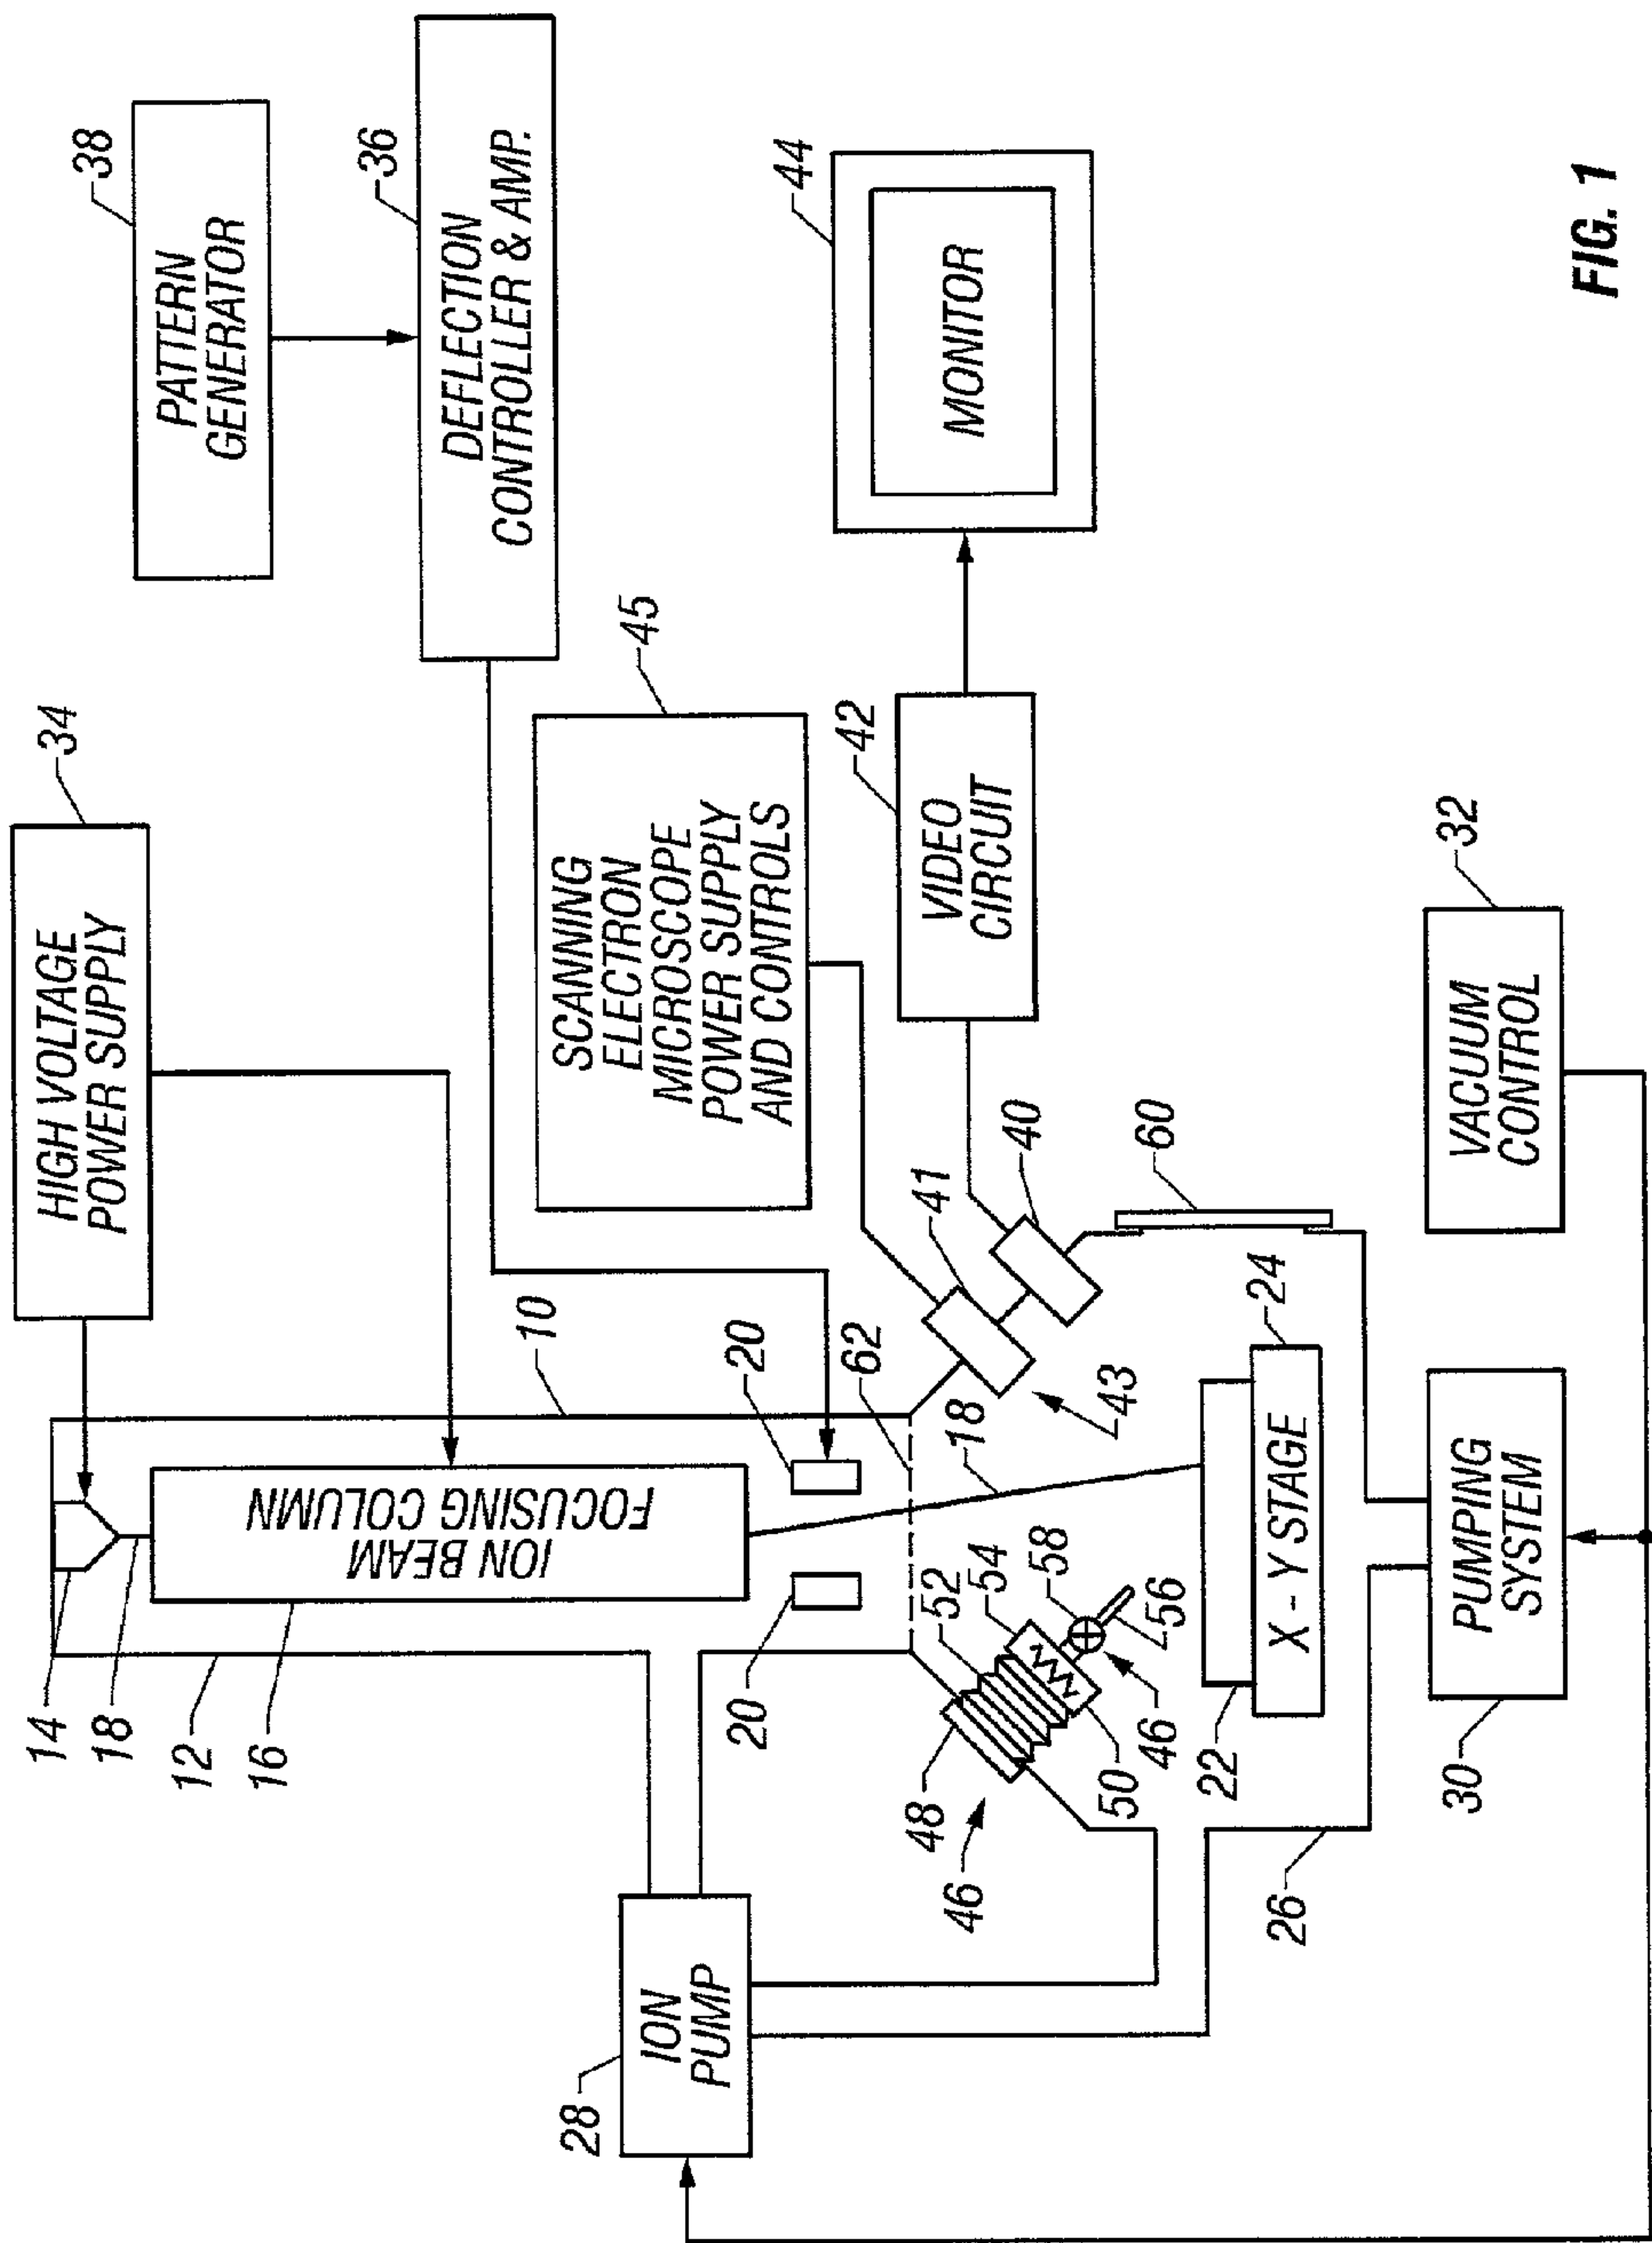 38
PATTERN
GENERATOR
36
DEFLECTION
CONTROLLER & AMP.
34
HIGH VOLTAGE
POWER SUPPLY
45
SCANNING
ELECTRON
MICROSCOPE
POWER SUPPLY
AND CONTROLS
44
MONITOR
42
VIDEO
CIRCUIT
14
18
12
16
ION BEAM
FOCUSING COLUMN
10
20
20
62
41
40
43
60
18
28
ION
PUMP
46
48
52
54
58
50
46
56
22
24
X - Y STAGE
26
30
PUMPING
SYSTEM
32
VACUUM
CONTROL
FIG. 1